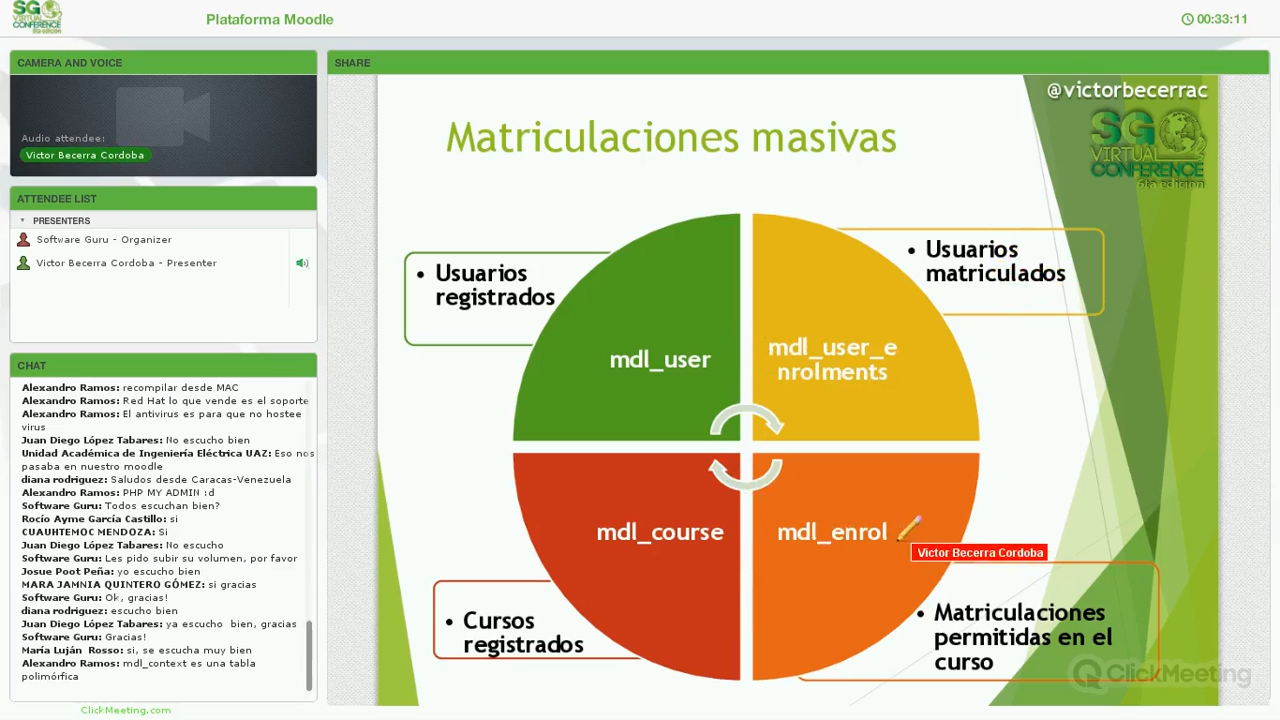 SG
VIRTUAL
CONFERENCE
6ta edición
Plataforma Moodle
00:33:11
CAMERA AND VOICE
Audio attendee:
Victor Becerra Cordoba
ATTENDEE LIST
PRESENTERS
Software Guru - Organizer
Victor Becerra Cordoba - Presenter
CHAT
Alexandro Ramos: recompilar desde MAC
Alexandro Ramos: Red Hat lo que vende es el soporte
Alexandro Ramos: El antivirus es para que no hostee
virus
Juan Diego López Tabares: No escucho bien
Unidad Académica de Ingeniería Eléctrica UAZ: Eso nos
pasaba en nuestro moodle
diana rodriguez: Saludos desde Caracas-Venezuela
Alexandro Ramos: PHP MY ADMIN :d
Software Guru: Todos escuchan bien?
Rocío Ayme García Castillo: si
CUAUHTEMOC MENDOZA: Si
Juan Diego López Tabares: No escucho
Software Guru: Les pido subir su volumen, por favor
Josue Poot Peña: yo escucho bien
MARA JAMNIA QUINTERO GÓMEZ: si gracias
Software Guru: Ok, gracias!
diana rodriguez: escucho bien
Juan Diego López Tabares: ya escucho bien, gracias
Software Guru: Gracias!
María Luján Rosso: si, se escucha muy bien
Alexandro Ramos: mdl_context es una tabla
polimórfica
ClickMeeting.com
SHARE
@victorbecerrac
SG
VIRTUAL
CONFERENCE
6ta edición
Matriculaciones masivas
• Usuarios
registrados
• Usuarios
matriculados
mdl_user
mdl_user_e
nrolments
mdl_course
mdl_enrol
Victor Becerra Cordoba
• Cursos
registrados
• Matriculaciones
permitidas en el
curso
ClickMeeting